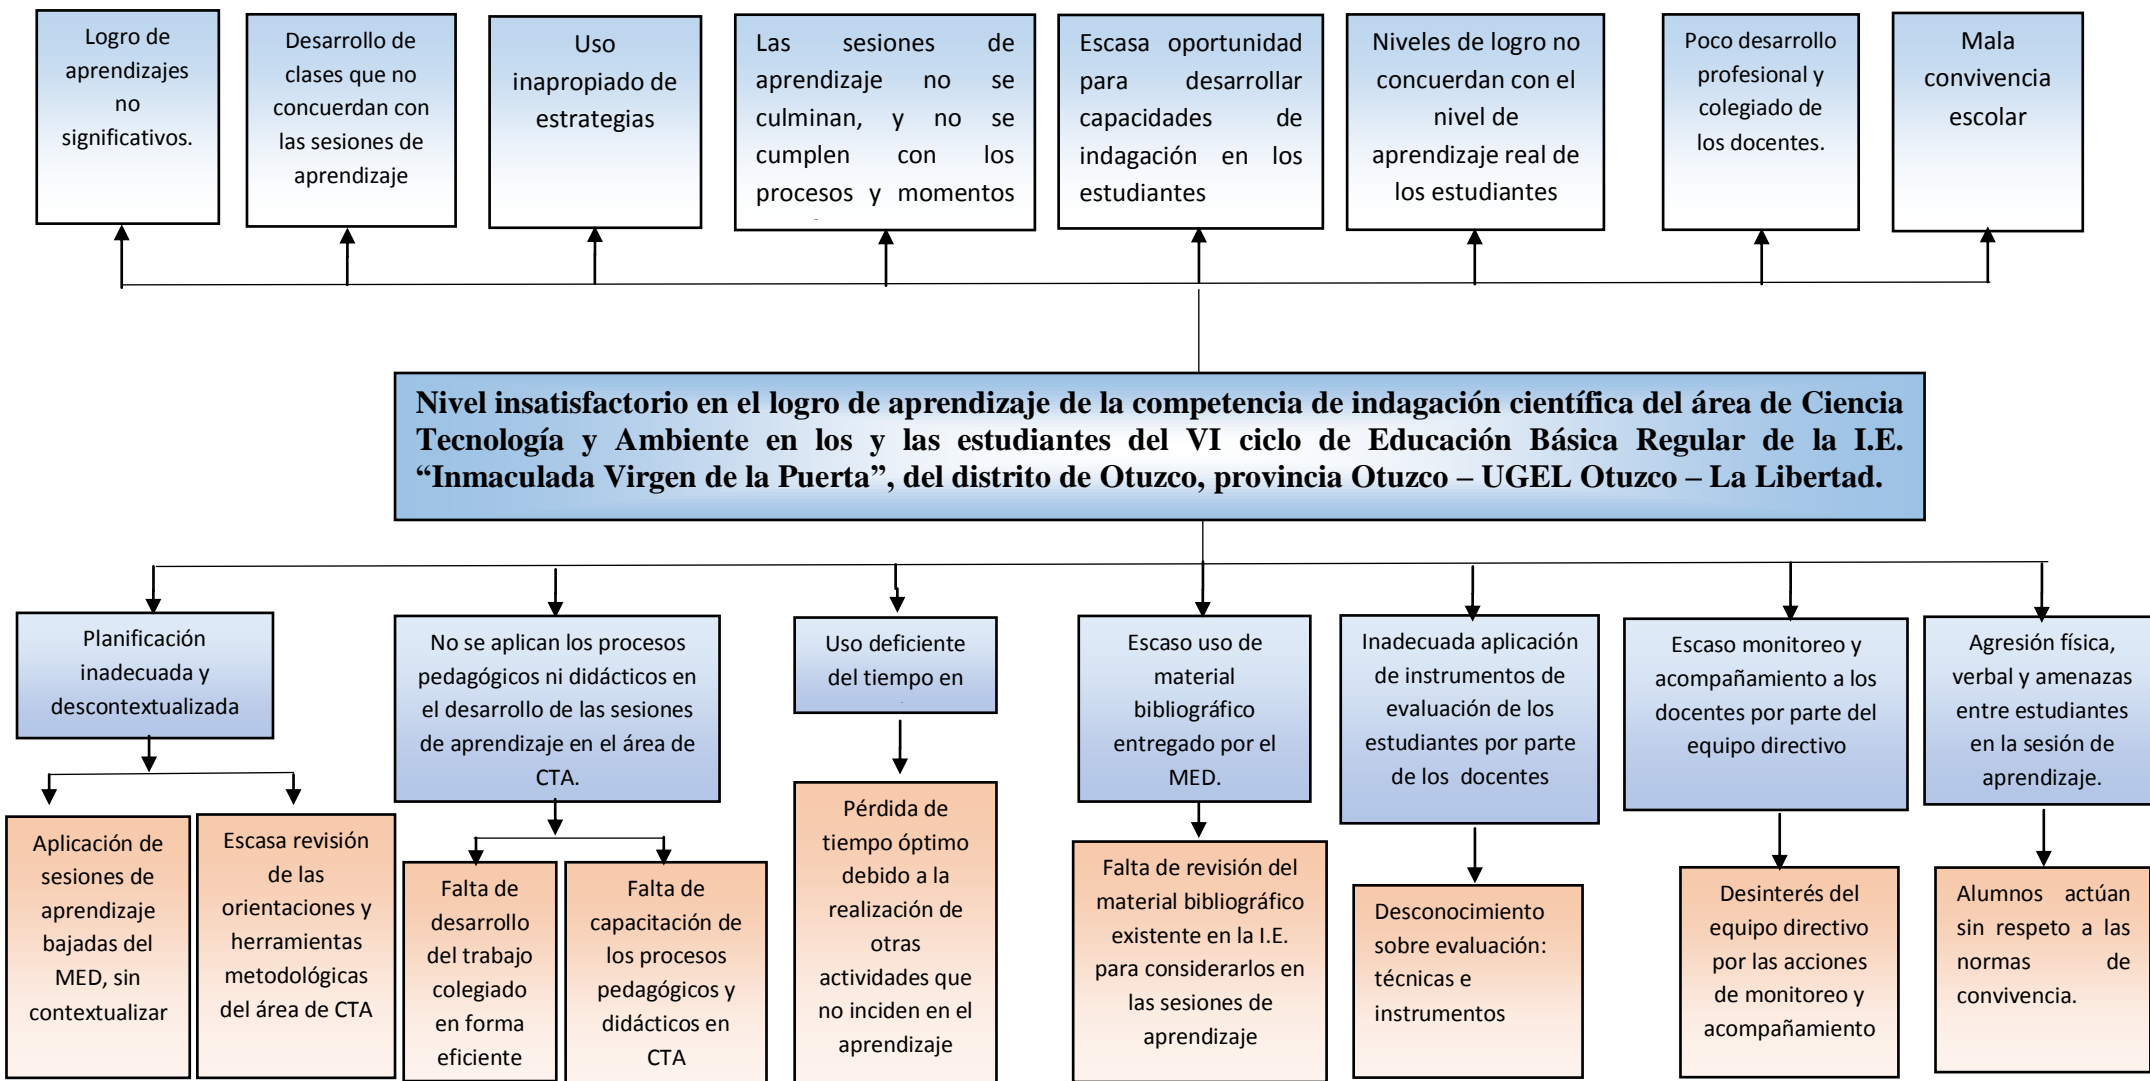 Logro de
aprendizajes
no
significativos.
Desarrollo de
clases que no
concuerdan con
las sesiones de
aprendizaje
Uso
inapropiado de
estrategias
Las sesiones de
aprendizaje no se
culminan, y no se
cumplen con los
procesos y momentos
Escasa oportunidad
para desarrollar
capacidades de
indagación en los
estudiantes
Niveles de logro no
concuerdan con el
nivel de
aprendizaje real de
los estudiantes
Poco desarrollo
profesional y
colegiado de
los docentes.
Mala
convivencia
escolar
Nivel insatisfactorio en el logro de aprendizaje de la competencia de indagación científica del área de Ciencia
Tecnología y Ambiente en los y las estudiantes del VI ciclo de Educación Básica Regular de la I.E.
“Inmaculada Virgen de la Puerta”, del distrito de Otuzco, provincia Otuzco – UGEL Otuzco – La Libertad.
Planificación
inadecuada y
descontextualizada
No se aplican los procesos
pedagógicos ni didácticos en
el desarrollo de las sesiones
de aprendizaje en el área de
CTA.
Uso deficiente
del tiempo en
Escaso uso de
material
bibliográfico
entregado por el
MED.
Inadecuada aplicación
de instrumentos de
evaluación de los
estudiantes por parte
de los docentes
Escaso monitoreo y
acompañamiento a los
docentes por parte del
equipo directivo
Agresión física,
verbal y amenazas
entre estudiantes
en la sesión de
aprendizaje.
Aplicación de
sesiones de
aprendizaje
bajadas del
MED, sin
contextualizar
Escasa revisión
de las
orientaciones y
herramientas
metodológicas
del área de CTA
Falta de
desarrollo
del trabajo
colegiado
en forma
eficiente
Falta de
capacitación de
los procesos
pedagógicos y
didácticos en
CTA
Pérdida de
tiempo óptimo
debido a la
realización de
otras
actividades que
no inciden en el
aprendizaje
Falta de revisión del
material bibliográfico
existente en la I.E.
para considerarlos en
las sesiones de
aprendizaje
Desconocimiento
sobre evaluación:
técnicas e
instrumentos
Desinterés del
equipo directivo
por las acciones
de monitoreo y
acompañamiento
Alumnos actúan
sin respeto a las
normas de
convivencia.